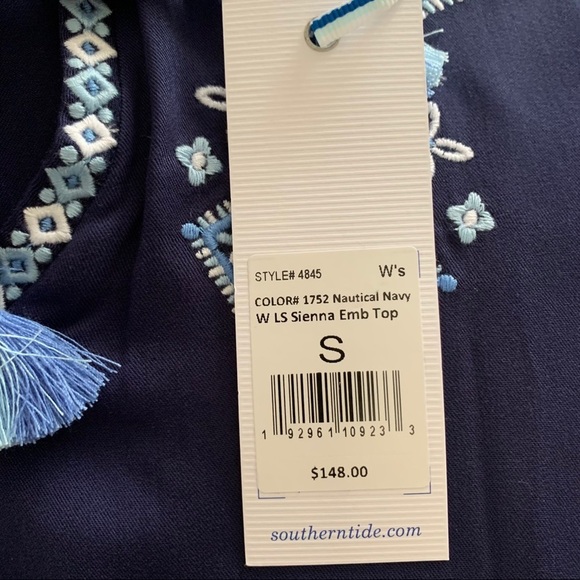 STYLE# 4845 W's
COLOR# 1752 Nautical Navy
W LS Sienna Emb Top
S
1 92961 10923 3
$148.00
southerntide.com